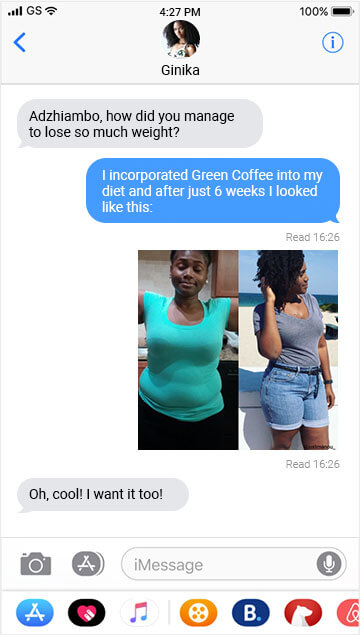 GS 4:27 PM 100%
Ginika
Adzhiambo, how did you manage
to lose so much weight?
I incorporated Green Coffee into my
diet and after just 6 weeks I looked
like this:
Read 16:26
Read 16:26
Oh, cool! I want it too!
iMessage
B.